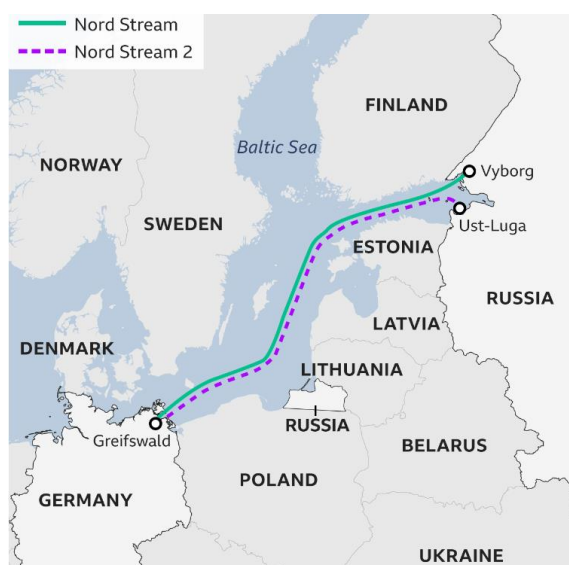 Nord Stream
Nord Stream 2
FINLAND
Baltic Sea
NORWAY
Vyborg
SWEDEN
Ust-Luga
ESTONIA
RUSSIA
LATVIA
DENMARK
LITHUANIA
RUSSIA
Greifswald
BELARUS
POLAND
GERMANY
UKRAINE